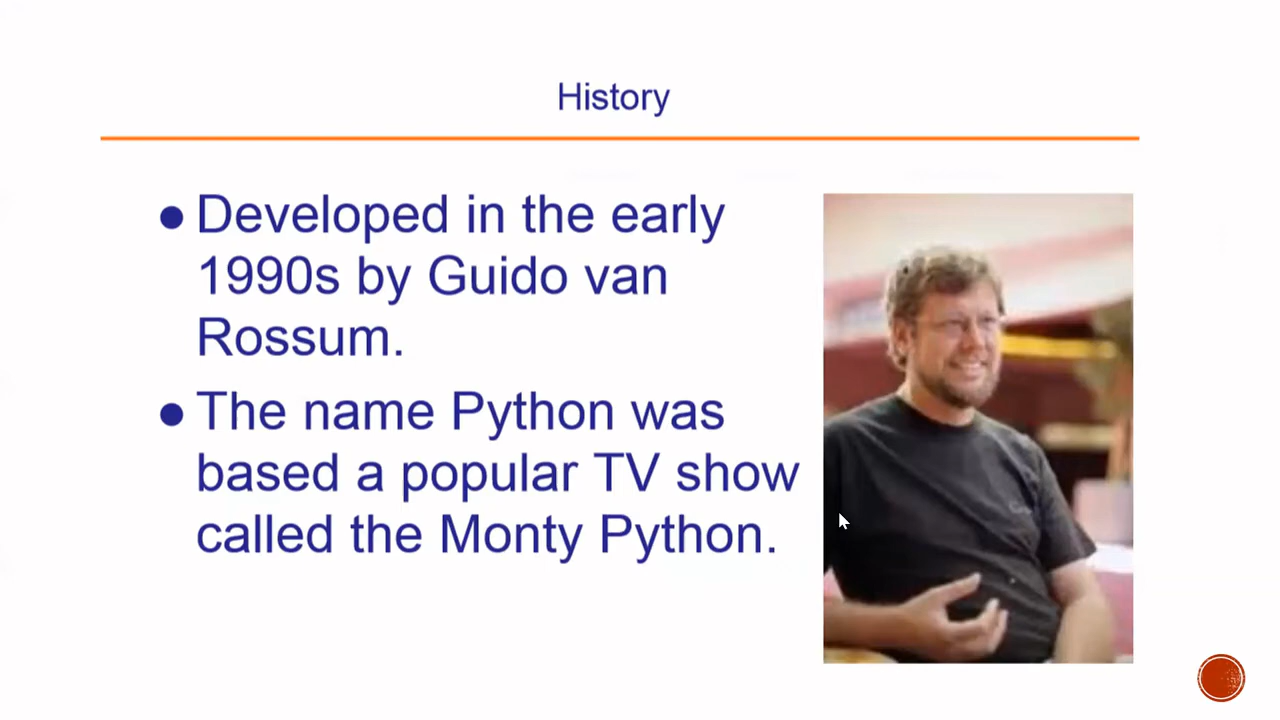 History
● Developed in the early
1990s by Guido van
Rossum.
● The name Python was
based a popular TV show
called the Monty Python.